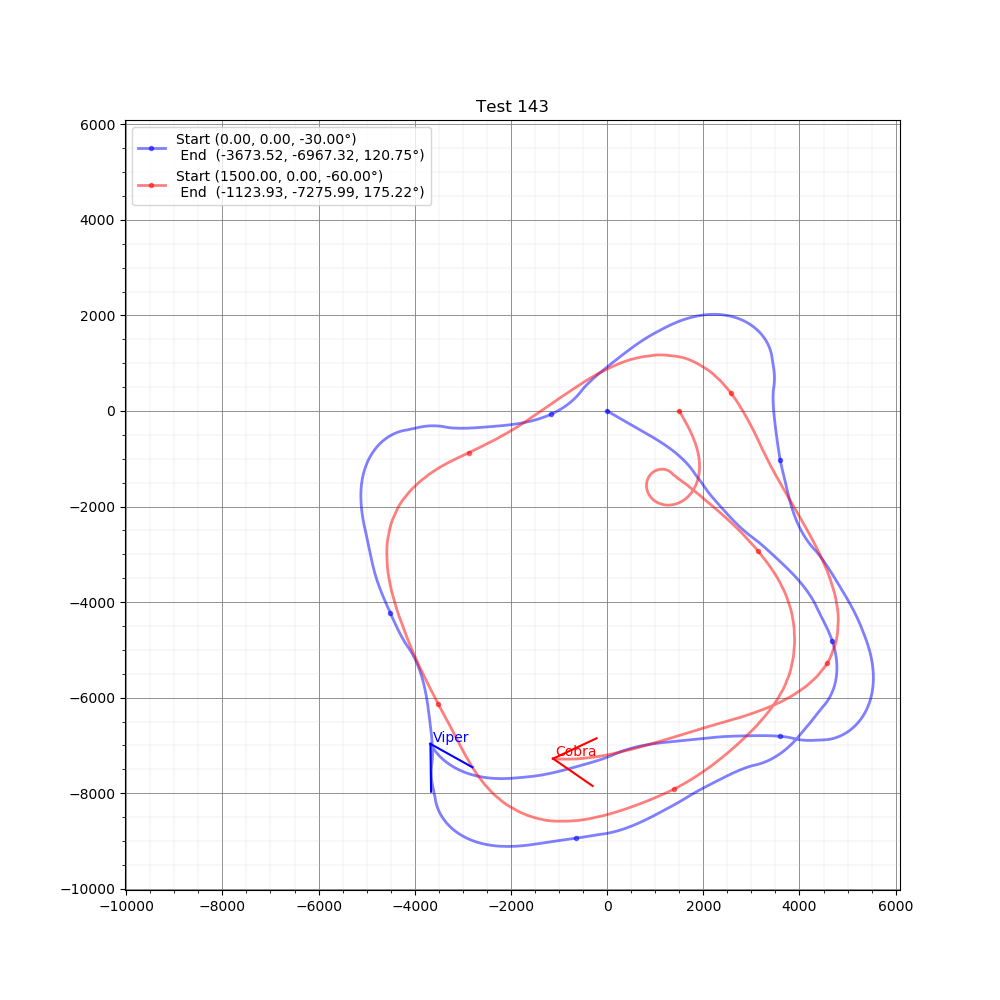 Test 143
Start (0.00, 0.00, -30.00°)
End (-3673.52, -6967.32, 120.75°)
Start (1500.00, 0.00, -60.00°)
End (-1123.93, -7275.99, 175.22°)
6000
4000
2000
0
−2000
−4000
−6000
−8000
−10000
Viper
Cobra
−10000 −8000 −6000 −4000 −2000 0 2000 4000 6000